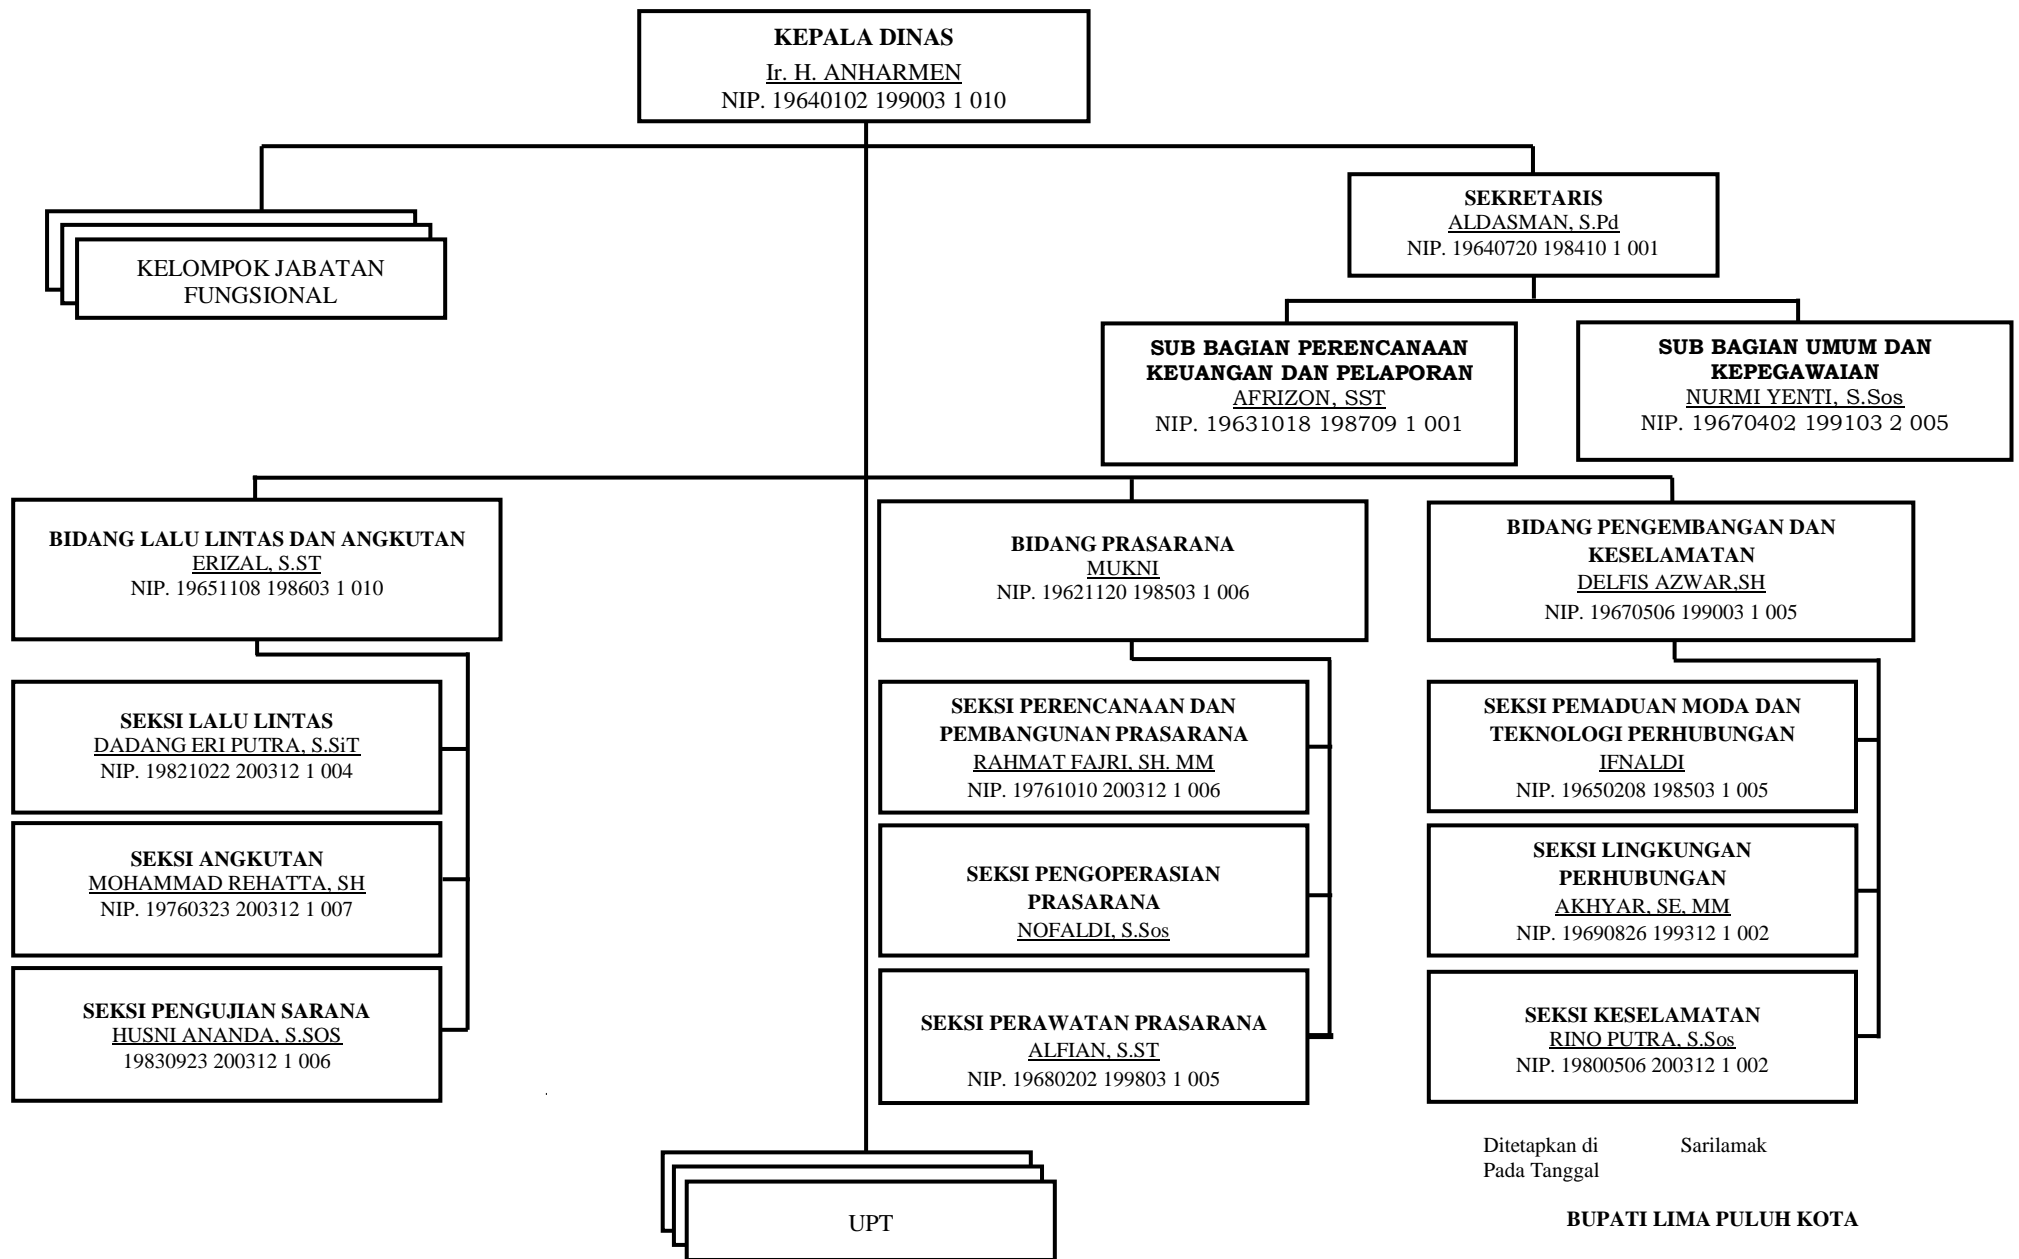 KEPALA DINAS
Ir. H. ANHARMEN
NIP. 19640102 199003 1 010
KELOMPOK JABATAN
FUNGSIONAL
SEKRETARIS
ALDASMAN, S.Pd
NIP. 19640720 198410 1 001
SUB BAGIAN PERENCANAAN
KEUANGAN DAN PELAPORAN
AFRIZON, SST
NIP. 19631018 198709 1 001
SUB BAGIAN UMUM DAN
KEPEGAWAIAN
NURMI YENTI, S.Sos
NIP. 19670402 199103 2 005
BIDANG LALU LINTAS DAN ANGKUTAN
ERIZAL, S.ST
NIP. 19651108 198603 1 010
SEKSI LALU LINTAS
DADANG ERI PUTRA, S.SiT
NIP. 19821022 200312 1 004
SEKSI ANGKUTAN
MOHAMMAD REHATTA, SH
NIP. 19760323 200312 1 007
SEKSI PENGUJIAN SARANA
HUSNI ANANDA, S.SOS
19830923 200312 1 006
BIDANG PRASARANA
MUKNI
NIP. 19621120 198503 1 006
SEKSI PERENCANAAN DAN
PEMBANGUNAN PRASARANA
RAHMAT FAJRI, SH. MM
NIP. 19761010 200312 1 006
SEKSI PENGOPERASIAN
PRASARANA
NOFALDI, S.Sos
SEKSI PERAWATAN PRASARANA
ALFIAN, S.ST
NIP. 19680202 199803 1 005
BIDANG PENGEMBANGAN DAN
KESELAMATAN
DELFIS AZWAR,SH
NIP. 19670506 199003 1 005
SEKSI PEMADUAN MODA DAN
TEKNOLOGI PERHUBUNGAN
IFNALDI
NIP. 19650208 198503 1 005
SEKSI LINGKUNGAN
PERHUBUNGAN
AKHYAR, SE, MM
NIP. 19690826 199312 1 002
SEKSI KESELAMATAN
RINO PUTRA, S.Sos
NIP. 19800506 200312 1 002
UPT
Ditetapkan di Sarilamak
Pada Tanggal
BUPATI LIMA PULUH KOTA